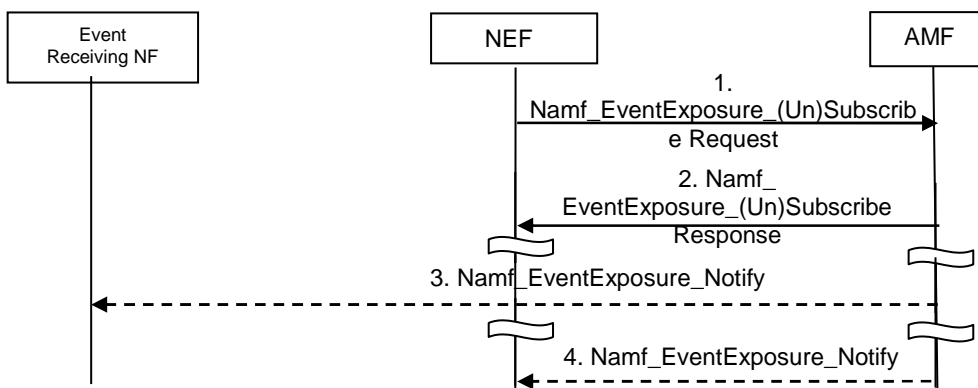 Event
Receiving NF
NEF
AMF
1.
Namf_EventExposure_(Un)Subscrib
e Request
2. Namf_
EventExposure_(Un)Subscribe
Response
3. Namf_EventExposure_Notify
4. Namf_EventExposure_Notify